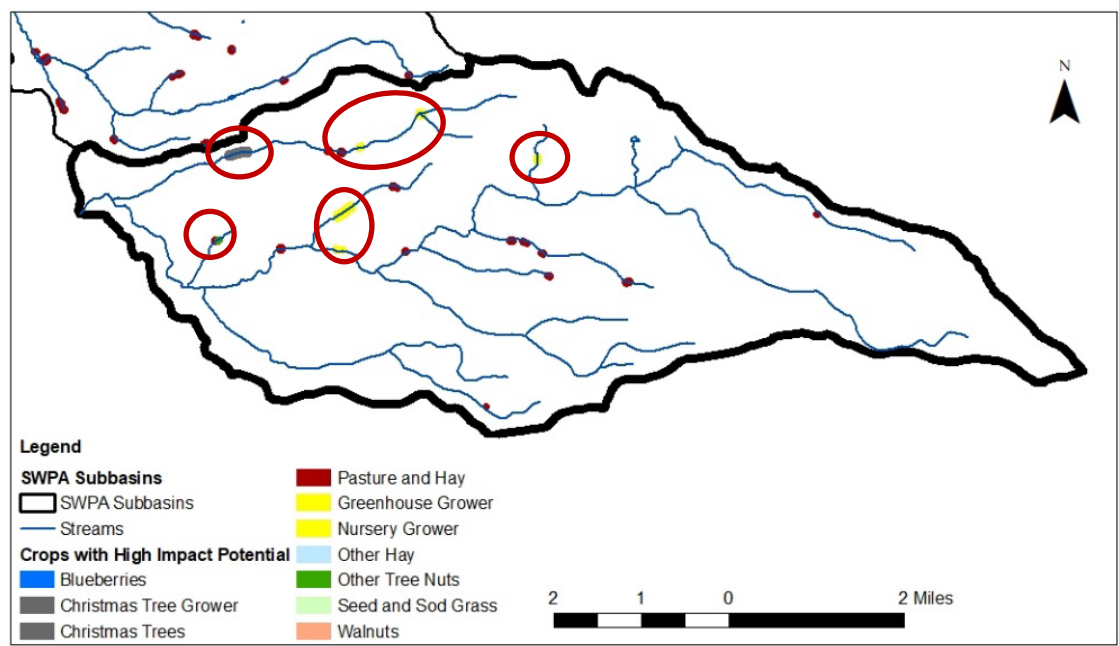 N
Legend
SWPA Subbasins
SWPA Subbasins
Streams
Crops with High Impact Potential
Blueberries
Christmas Tree Grower
Christmas Trees
Pasture and Hay
Greenhouse Grower
Nursery Grower
Other Hay
Other Tree Nuts
Seed and Sod Grass
Walnuts
2 1 0 2 Miles